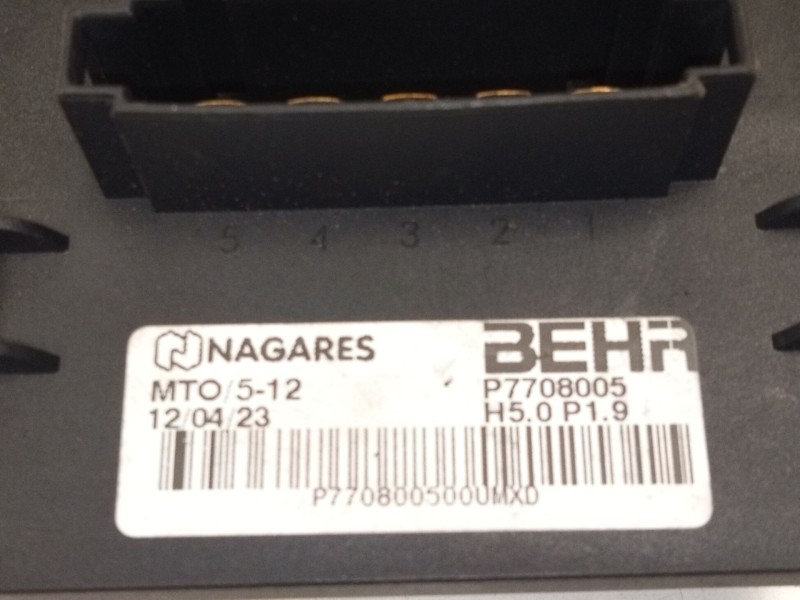 5 4 3 2 1
NAGARES BEHR
MTO/5-12 P7708005
12/04/23 H5.0 P1.9
P770800500UMXD